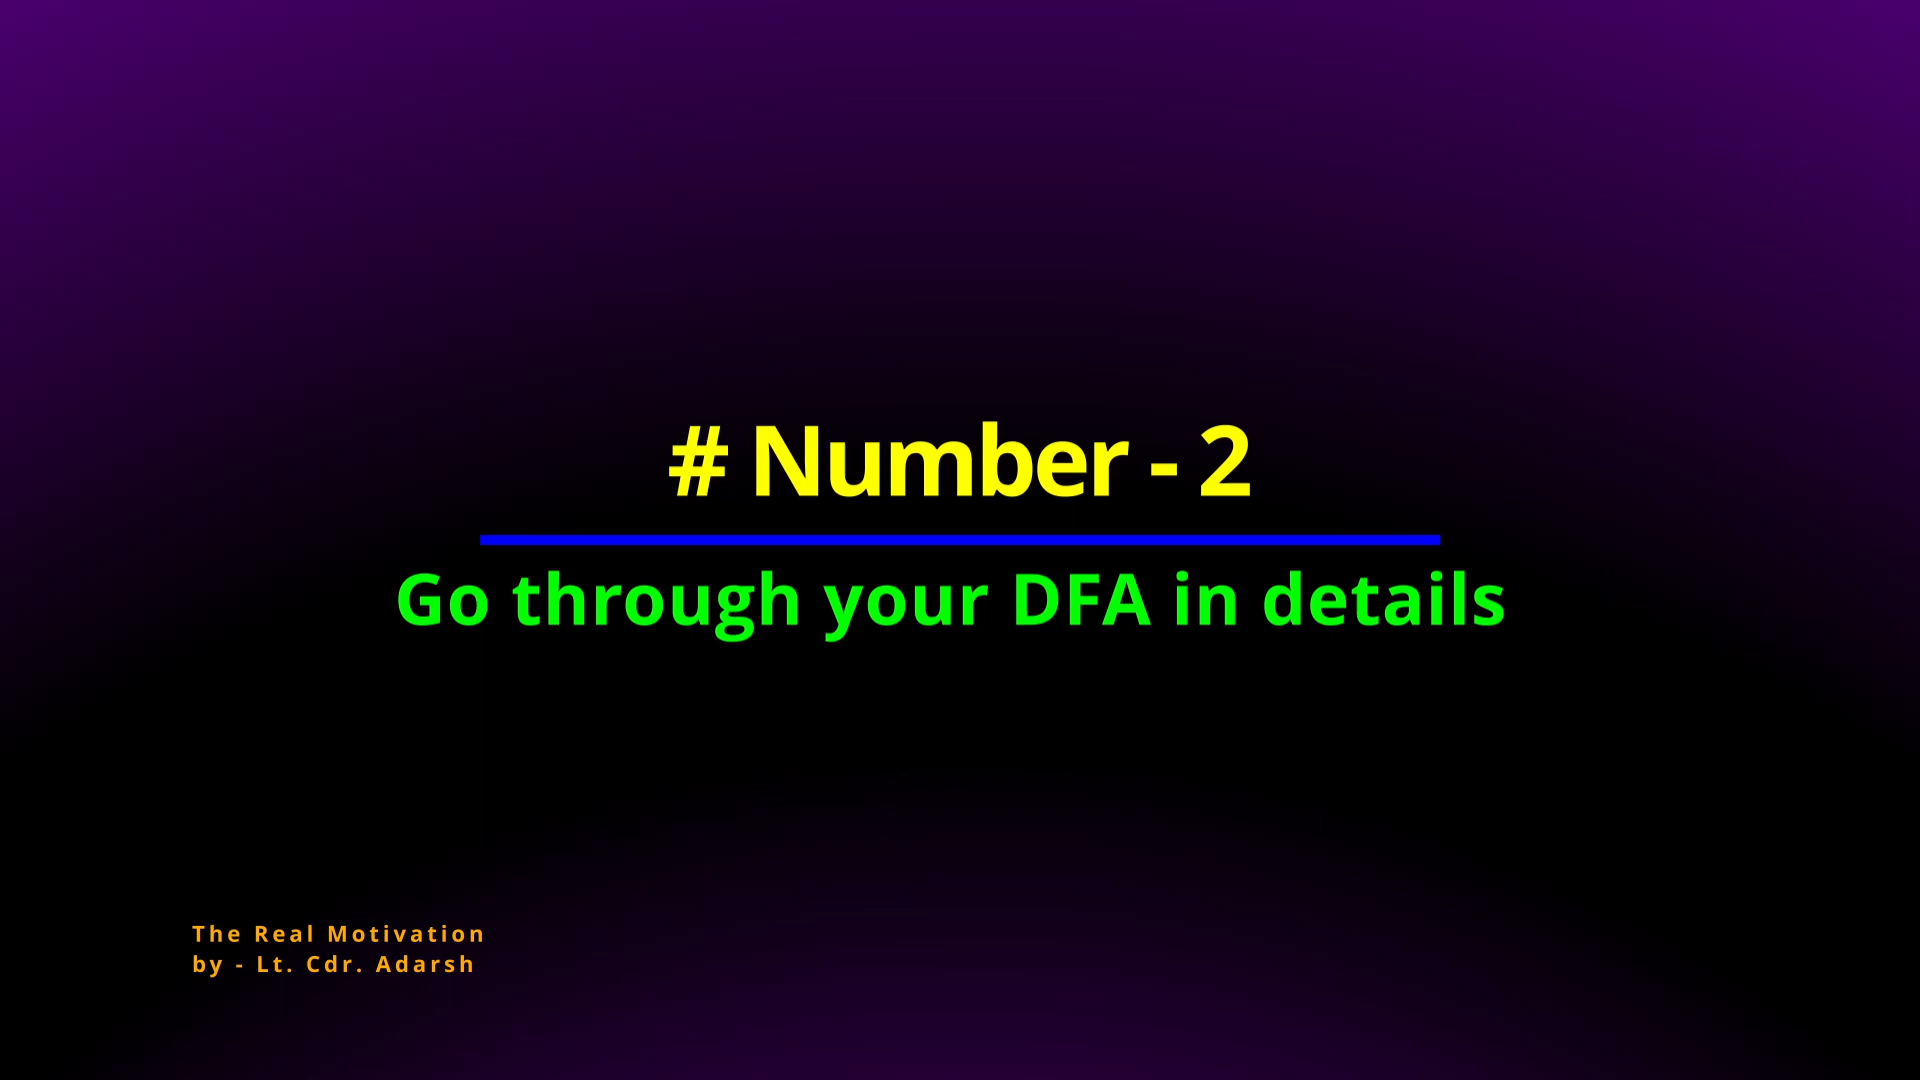 # Number - 2
Go through your DFA in details
The Real Motivation
by - Lt. Cdr. Adarsh